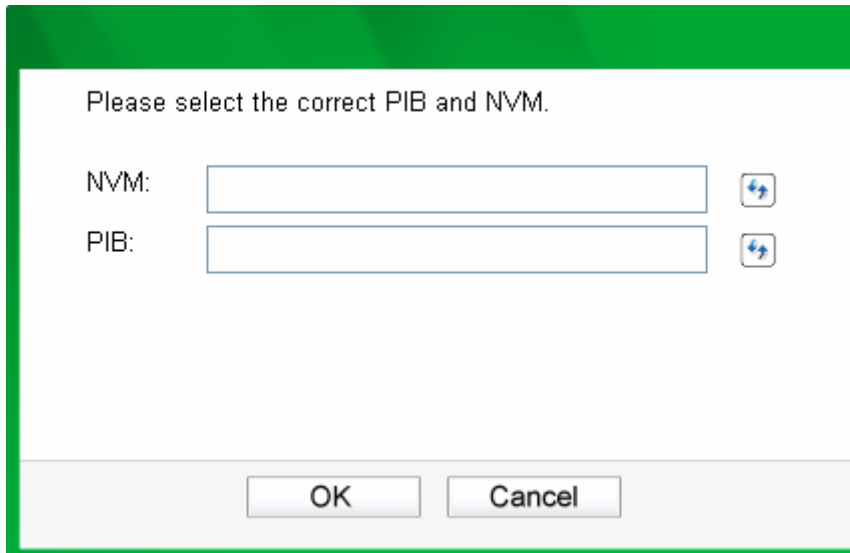 Please select the correct PIB and NVM.
NVM:
PIB:
OK
Cancel